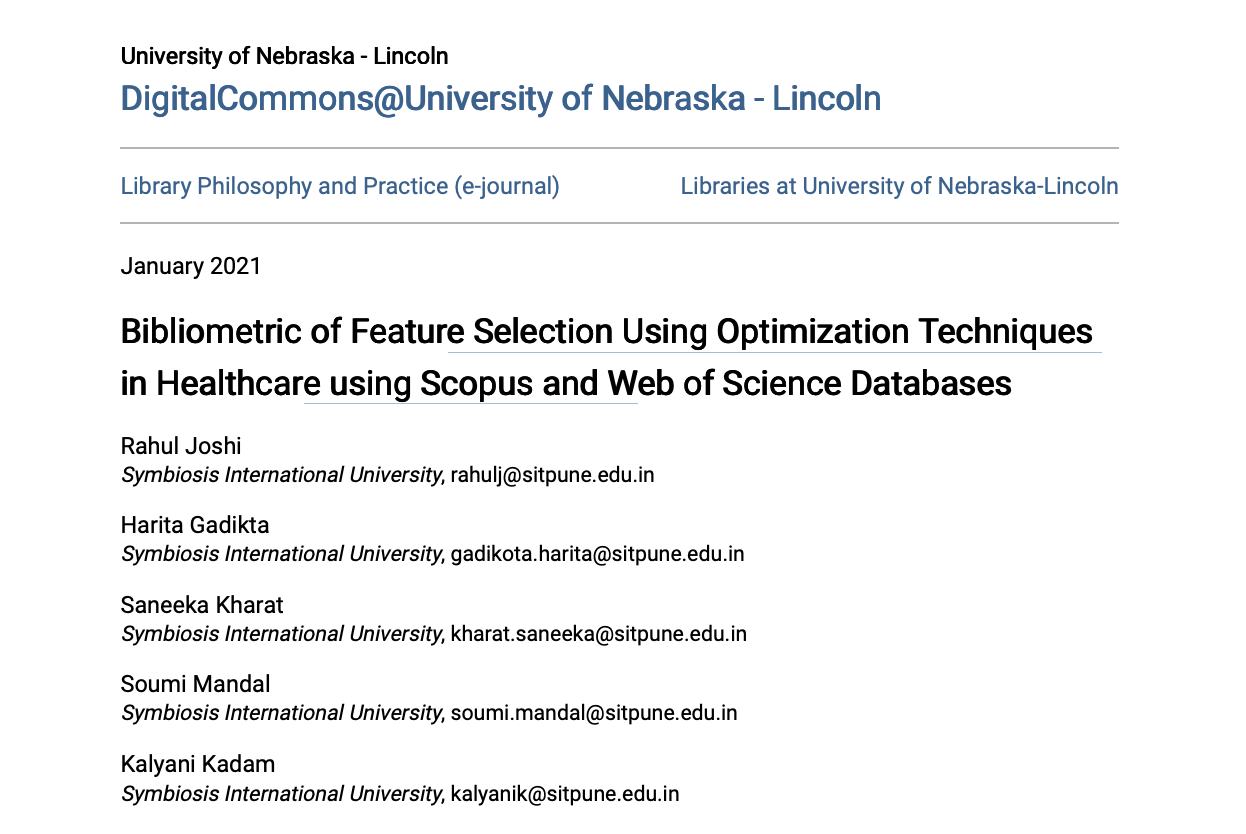 University of Nebraska - Lincoln
DigitalCommons@University of Nebraska - Lincoln
Library Philosophy and Practice (e-journal)
Libraries at University of Nebraska-Lincoln
January 2021
Bibliometric of Feature Selection Using Optimization Techniques
in Healthcare using Scopus and Web of Science Databases
Rahul Joshi
Symbiosis International University, rahulj@sitpune.edu.in
Harita Gadikta
Symbiosis International University, gadikota.harita@sitpune.edu.in
Saneeka Kharat
Symbiosis International University, kharat.saneeka@sitpune.edu.in
Soumi Mandal
Symbiosis International University, soumi.mandal@sitpune.edu.in
Kalyani Kadam
Symbiosis International University, kalyanik@sitpune.edu.in